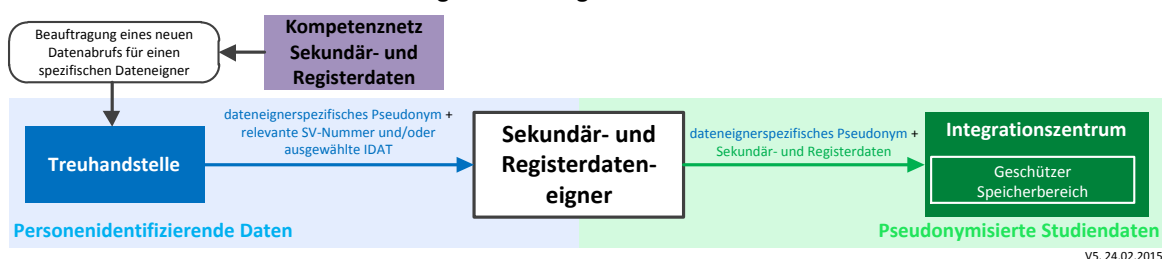 Beauftragung eines neuen
Datenabrufs für einen
spezifischen Dateneigner
Kompetenznetz
Sekundär- und
Registerdaten
dateneignerspezifisches Pseudonym +
relevante SV-Nummer und/oder
ausgewählte IDAT
Treuhandstelle
Sekundär- und
Registerdaten-
eigner
dateneignerspezifisches Pseudonym +
Sekundär- und Registerdaten
Integrationszentrum
Geschützer
Speicherbereich
Personenidentifizierende Daten
Pseudonymisierte Studiendaten
V5, 24.02.2015